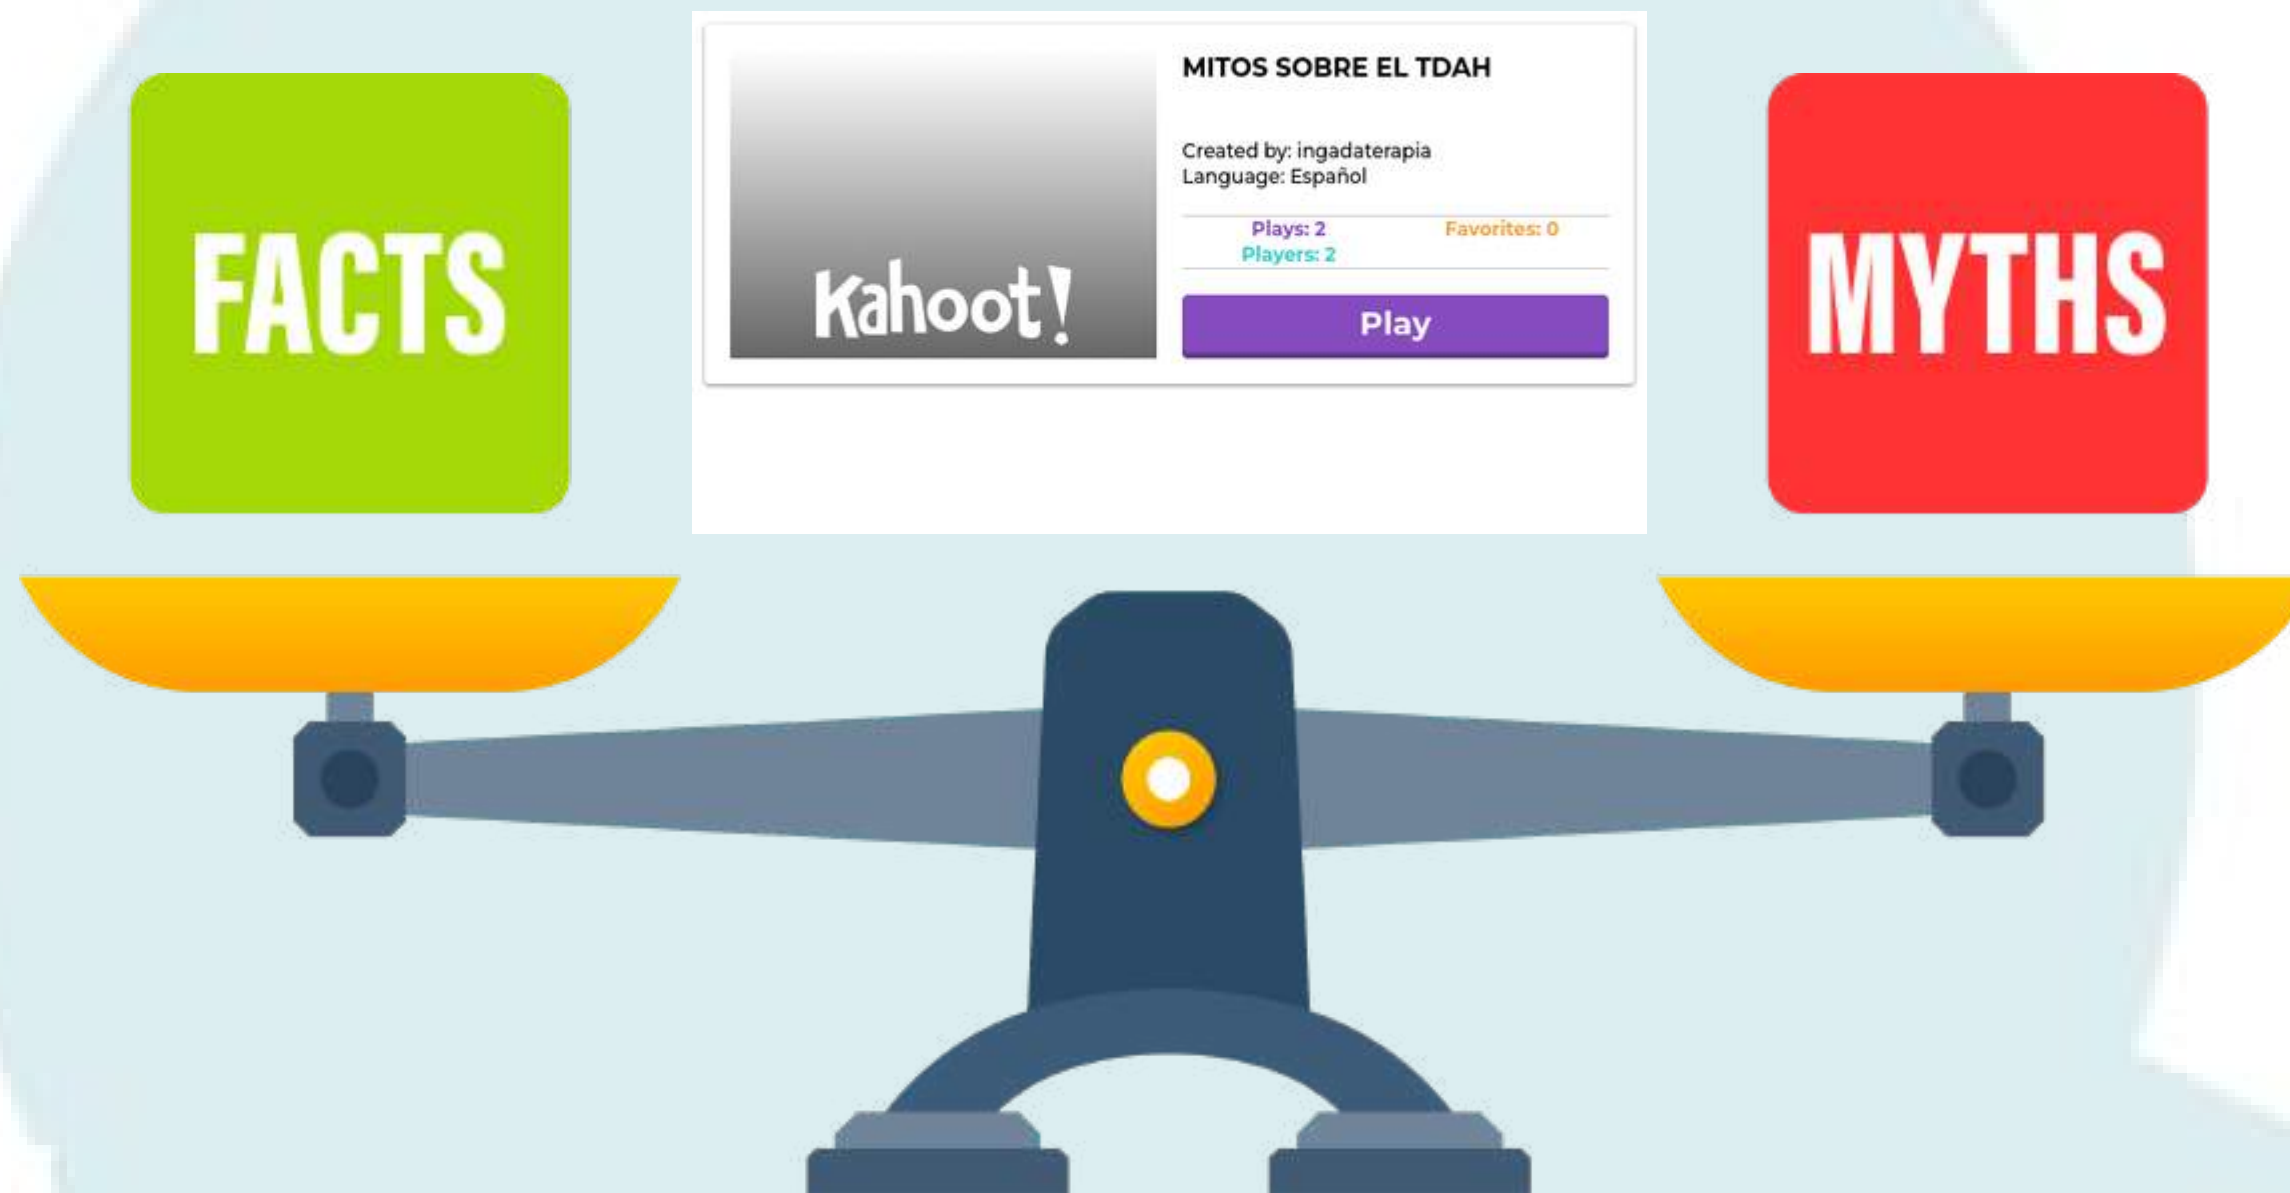 FACTS
Kahoot!
MITOS SOBRE EL TDAH
Created by: ingadaterapia
Language: Español
Plays: 2
Favorites: 0
Players: 2
Play
MYTHS